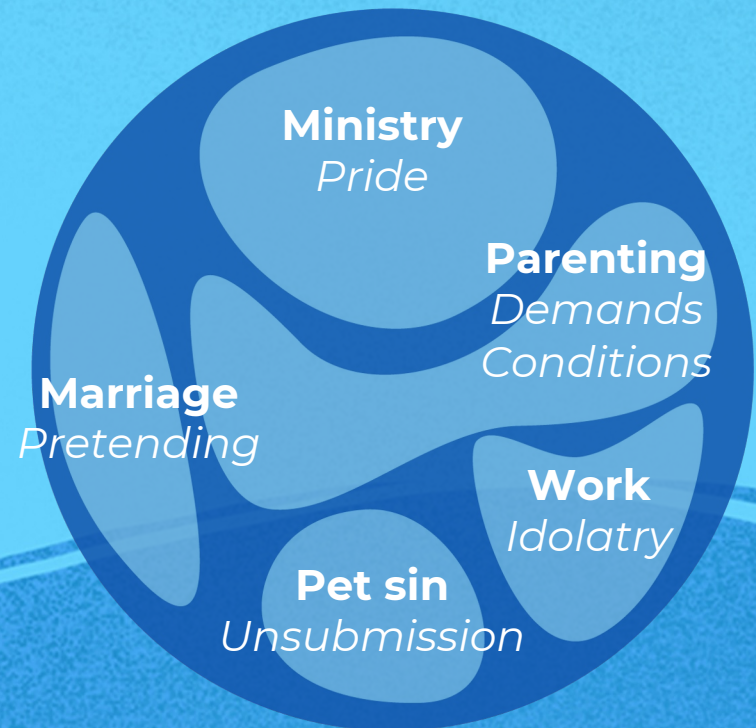 Ministry
Pride
Parenting
Demands
Conditions
Marriage
Pretending
Work
Idolatry
Pet sin
Unsubmission